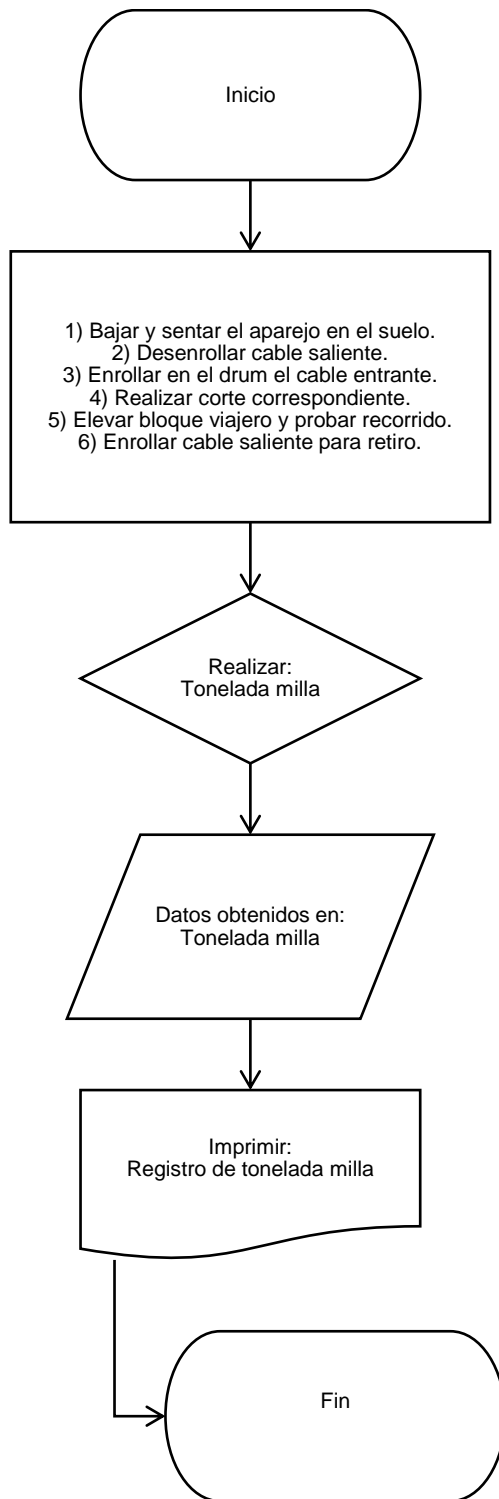 Inicio
1) Bajar y sentar el aparejo en el suelo.
2) Desenrollar cable saliente.
3) Enrollar en el drum el cable entrante.
4) Realizar corte correspondiente.
5) Elevar bloque viajero y probar recorrido.
6) Enrollar cable saliente para retiro.
Realizar:
Tonelada milla
Datos obtenidos en:
Tonelada milla
Imprimir:
Registro de tonelada milla
Fin